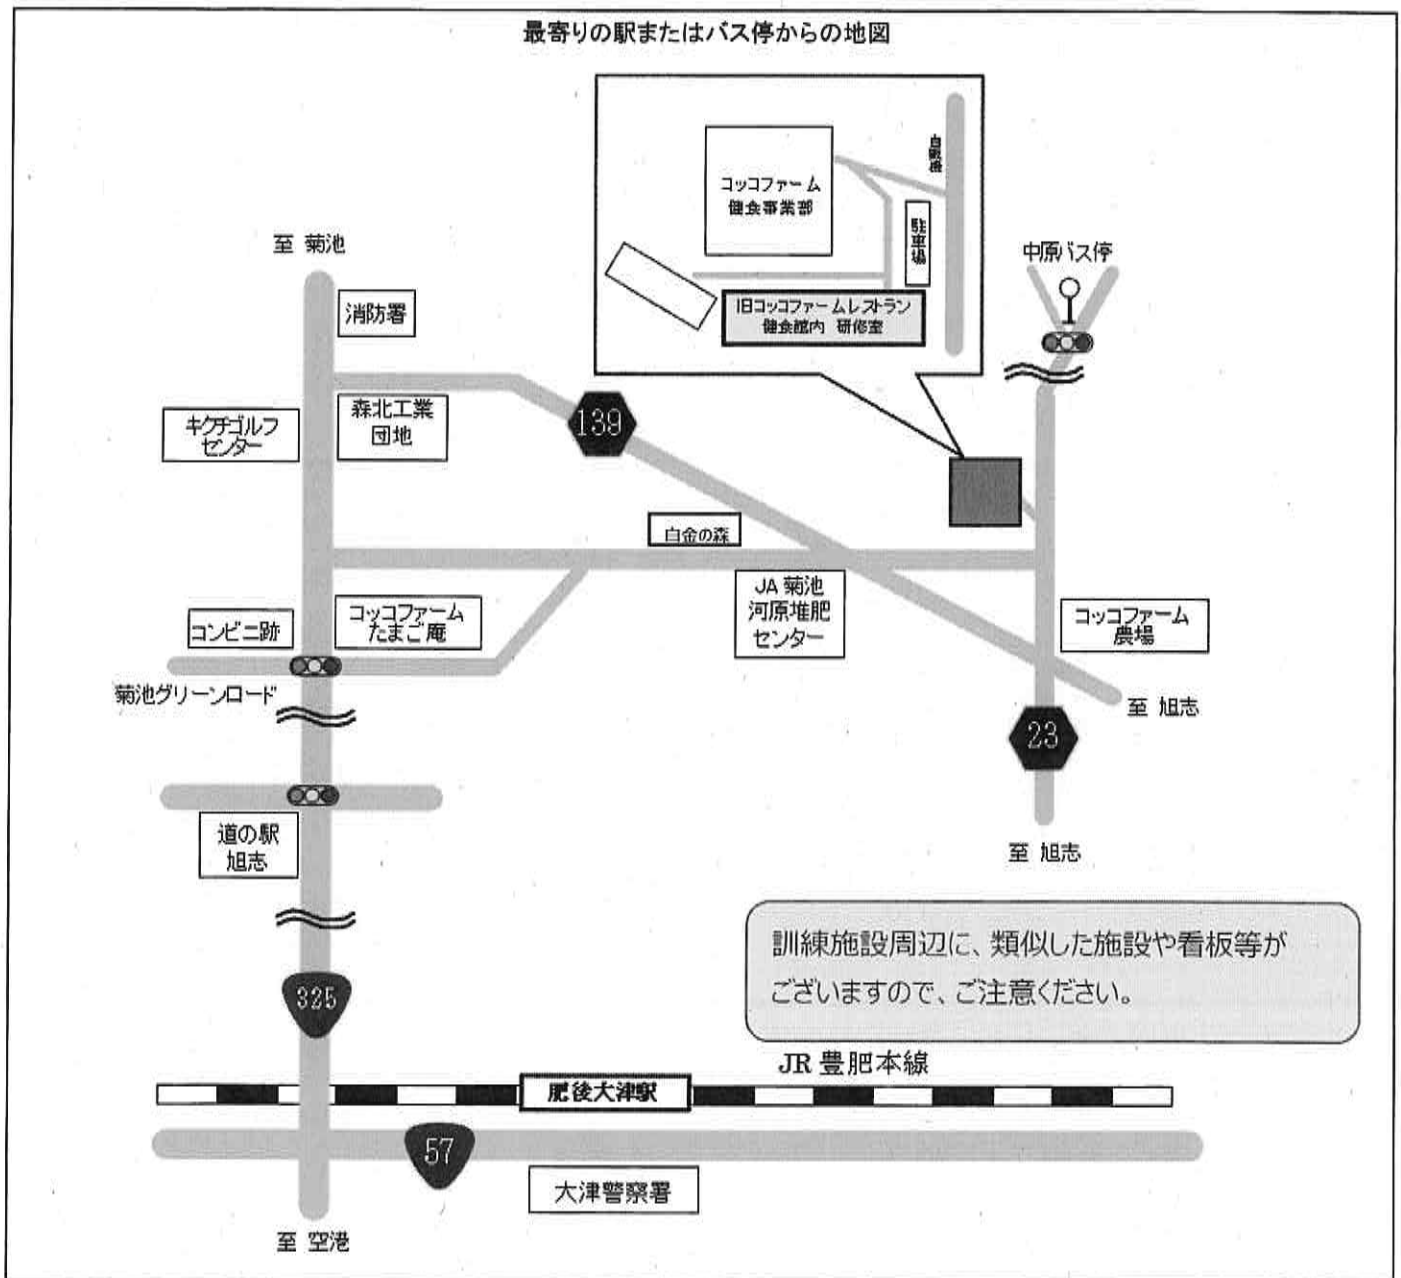 最寄りの駅またはバス停からの地図
自販機
コッコファーム
健食事業部
駐車場
旧コッコファームレストラン
健食館内 研修室
中原バス停
至 菊池
消防署
森北工業
団地
キクチゴルフ
センター
139
白金の森
JA 菊池
河原堆肥
センター
コンビニ跡
コッコファーム
たまご庵
コッコファーム
農場
菊池グリーンロード
至 旭志
23
道の駅
旭志
至 旭志
訓練施設周辺に、類似した施設や看板等が
ございますので、ご注意ください。
325
JR 豊肥本線
肥後大津駅
57
大津警察署
至 空港